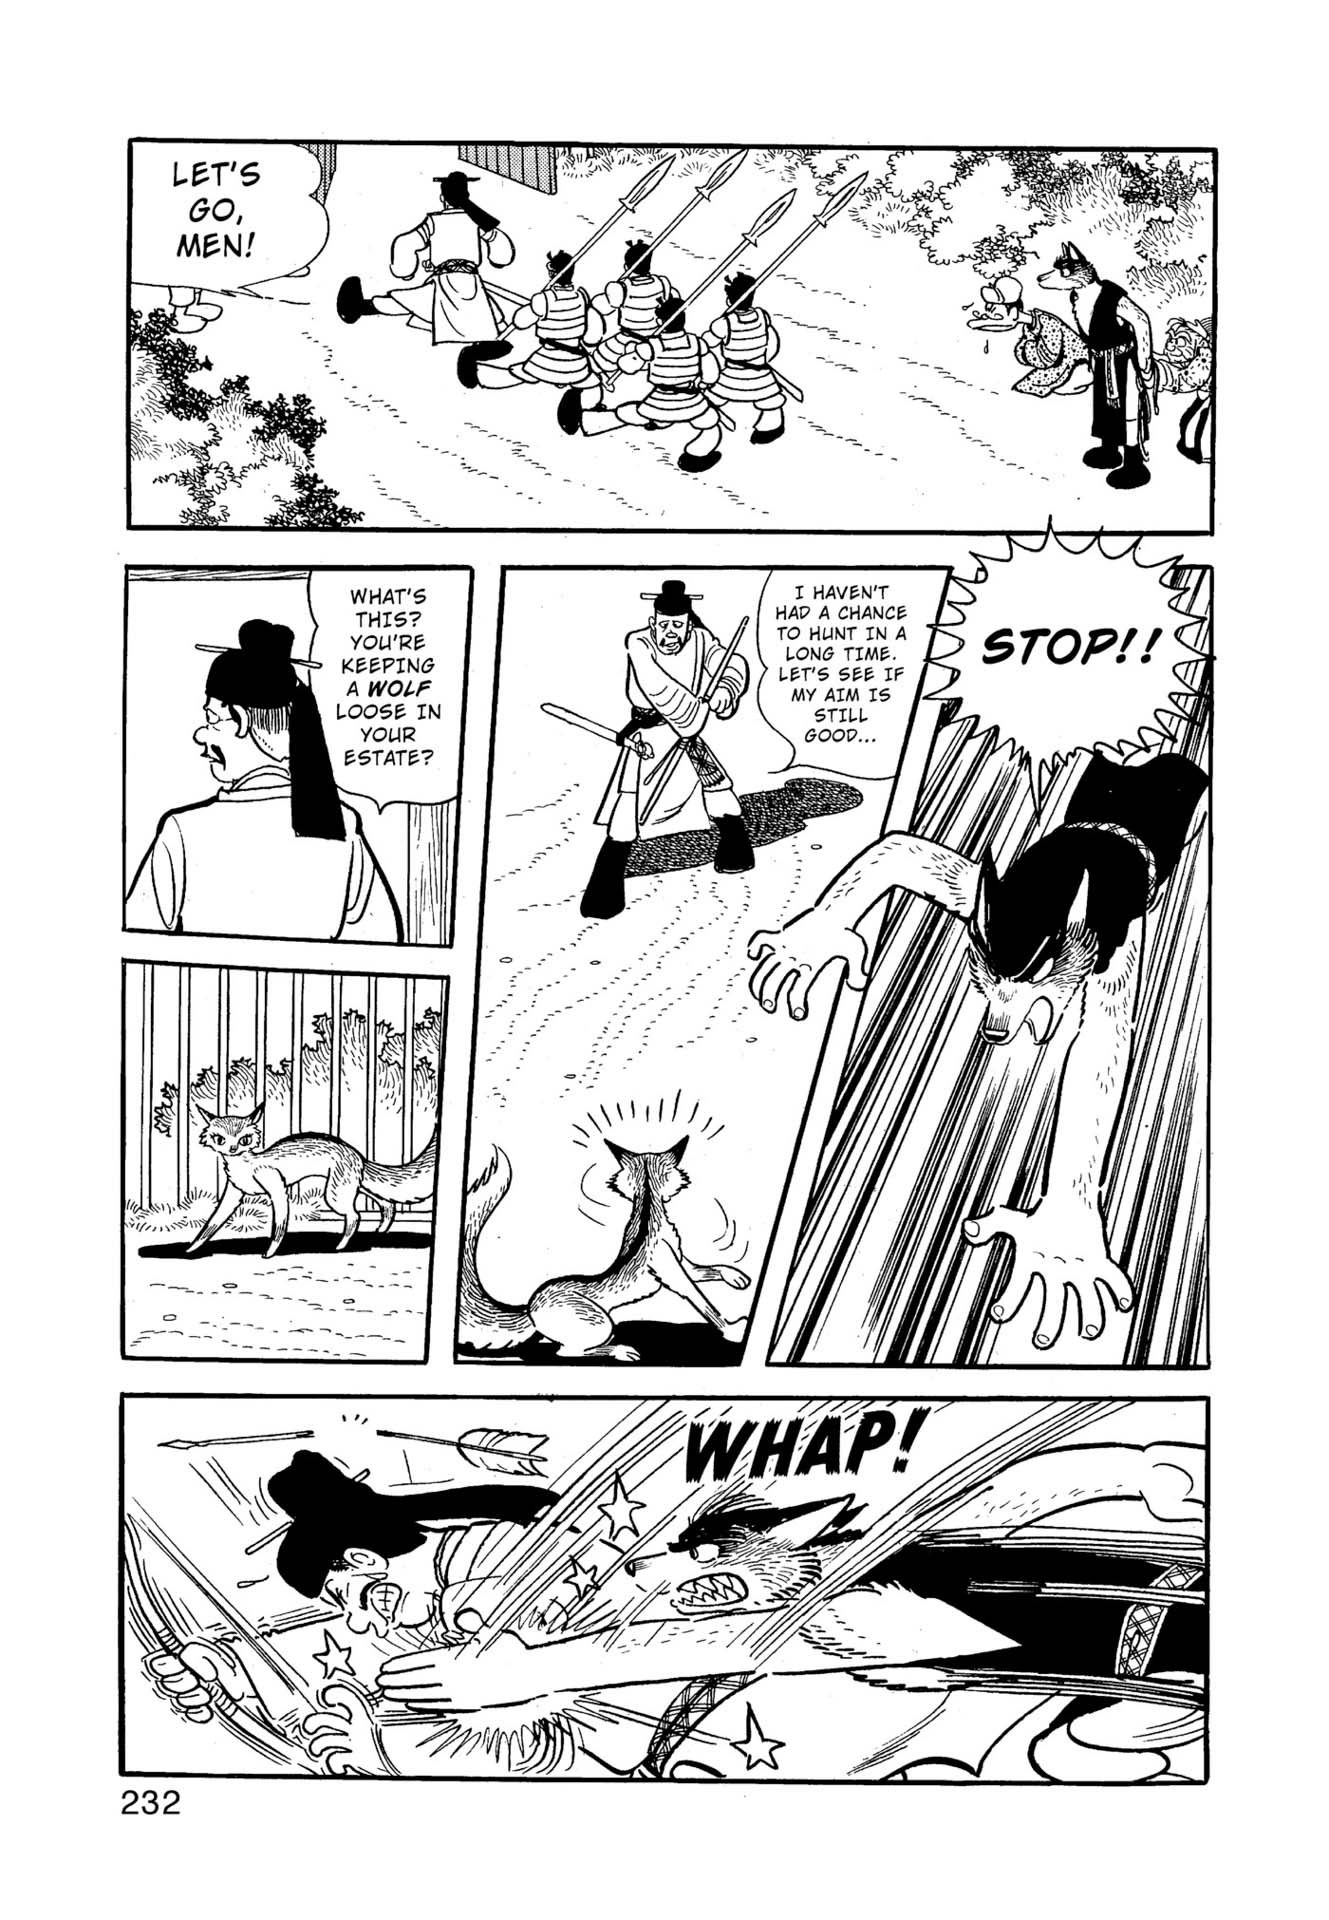 LET'S
GO,
MEN!
WHAT'S
THIS?
YOU'RE
KEEPING
A WOLF
LOOSE IN
YOUR
ESTATE?
I HAVEN'T
HAD A CHANCE
TO HUNT IN A
LONG TIME.
LET'S SEE IF
MY AIM IS
STILL
GOOD...
STOP!!
WHAP!
232